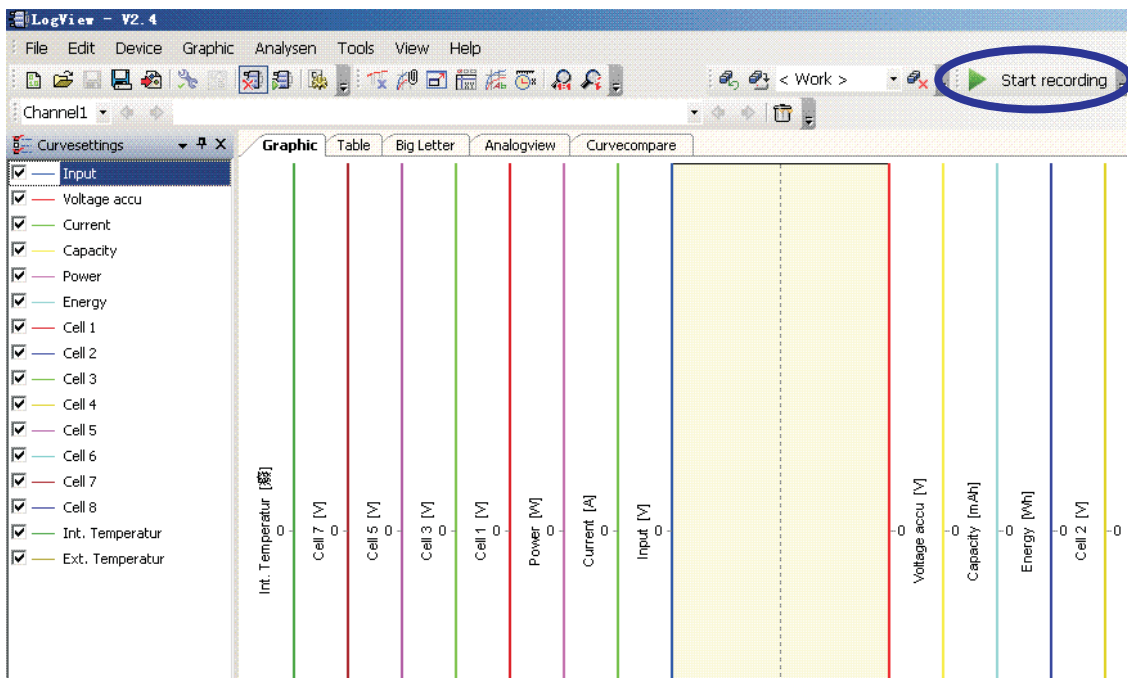 LogView - V2.4
File Edit Device Graphic Analysen Tools View Help
< Work > Start recording
Channel1
Curvesettings Graphic Table Big Letter Analogview Curvecompare
Input
Voltage accu
Current
Capacity
Power
Energy
Cell 1
Cell 2
Cell 3
Cell 4
Cell 5
Cell 6
Cell 7
Cell 8
Int. Temperatur
Ext. Temperatur
Int. Temperatur
0
Cell 7 [V]
0
Cell 5 [V]
0
Cell 3 [V]
0
Cell 1 [V]
0
Power [W]
0
Current [A]
0
Input [V]
0
0
Voltage accu [V]
0
Capacity [mAh]
0
Energy [Wh]
0
Cell 2 [V]
0